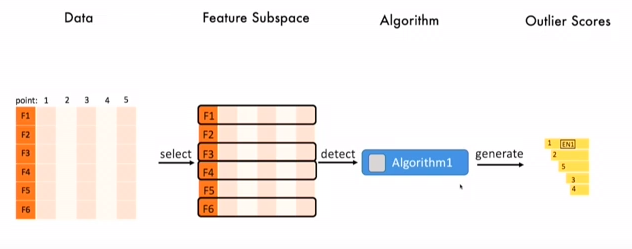 Data
Feature Subspace
Algorithm
Outlier Scores
point: 1 2 3 4 5
F1
F2
F3
F4
F5
F6
select
F1
F2
F3
F4
F5
F6
detect
Algorithm1
generate
1 EN1
2
5
3
4